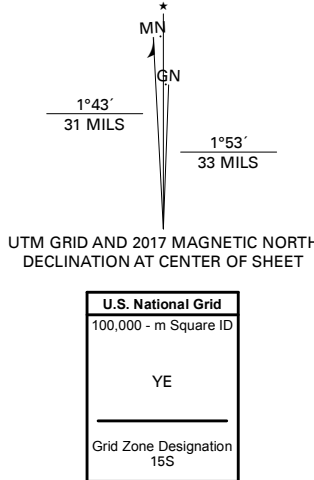 MN
GN
1°43´
31 MILS
1°53´
33 MILS
UTM GRID AND 2017 MAGNETIC NORTH
DECLINATION AT CENTER OF SHEET
U.S. National Grid
100,000 - m Square ID
YE
Grid Zone Designation
15S